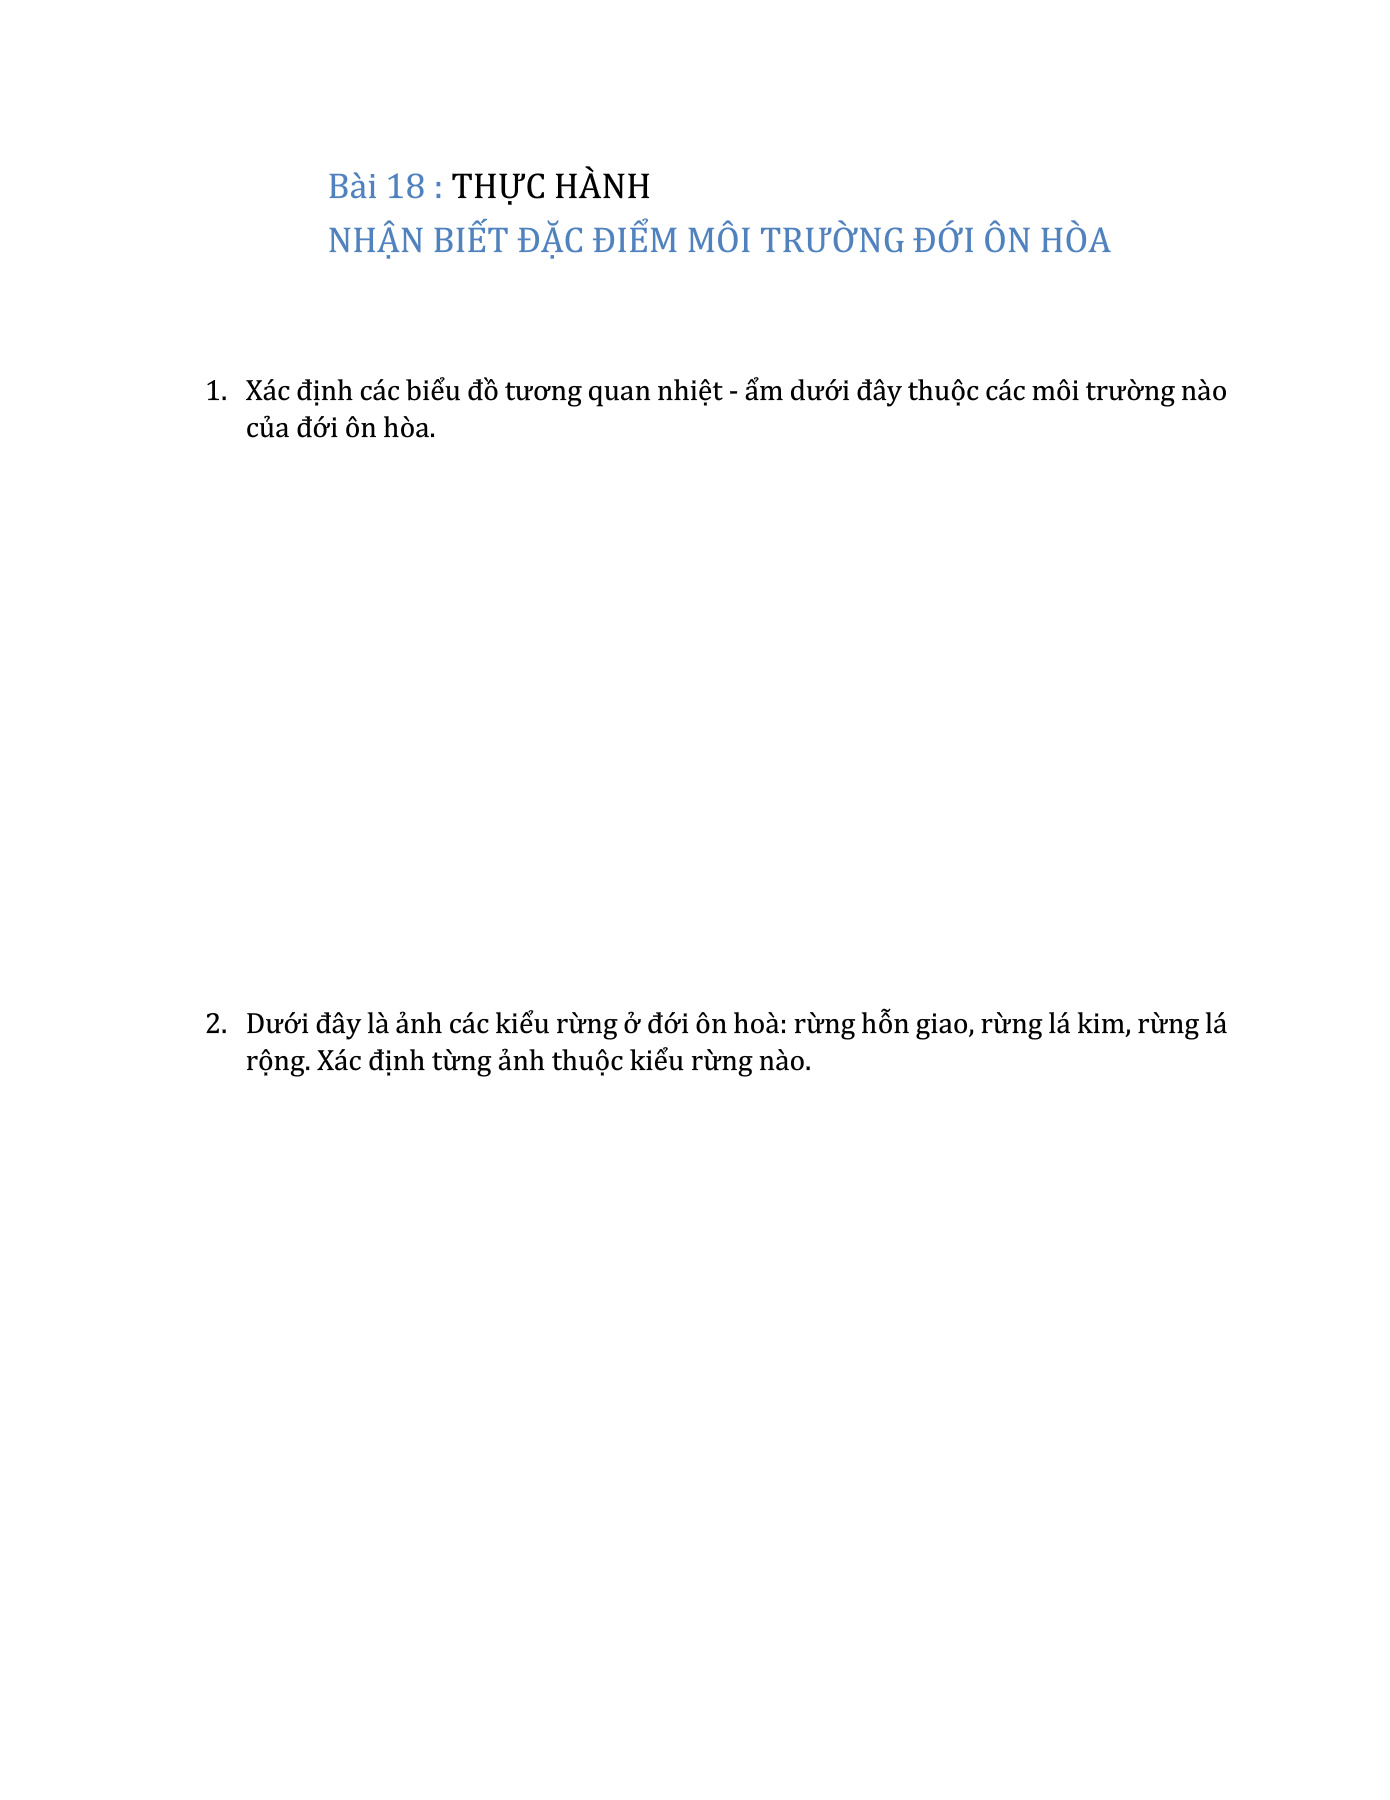 Bài 18 : THỰC HÀNH
NHẬN BIẾT ĐẶC ĐIỂM MÔI TRƯỜNG ĐỚI ÔN HÒA
1. Xác định các biểu đồ tương quan nhiệt - ẩm dưới đây thuộc các môi trường nào
của đới ôn hòa.
2. Dưới đây là ảnh các kiểu rừng ở đới ôn hoà: rừng hỗn giao, rừng lá kim, rừng lá
rộng. Xác định từng ảnh thuộc kiểu rừng nào.